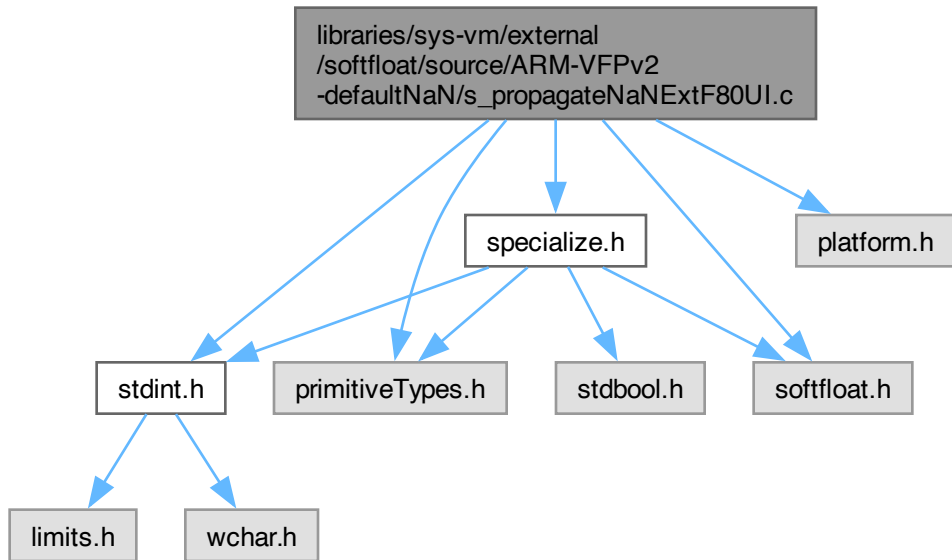 libraries/sys-vm/external
/softfloat/source/ARM-VFPv2
-defaultNaN/s_propagateNaNExtF80UI.c
specialize.h
platform.h
stdint.h
primitiveTypes.h
stdbool.h
softfloat.h
limits.h
wchar.h